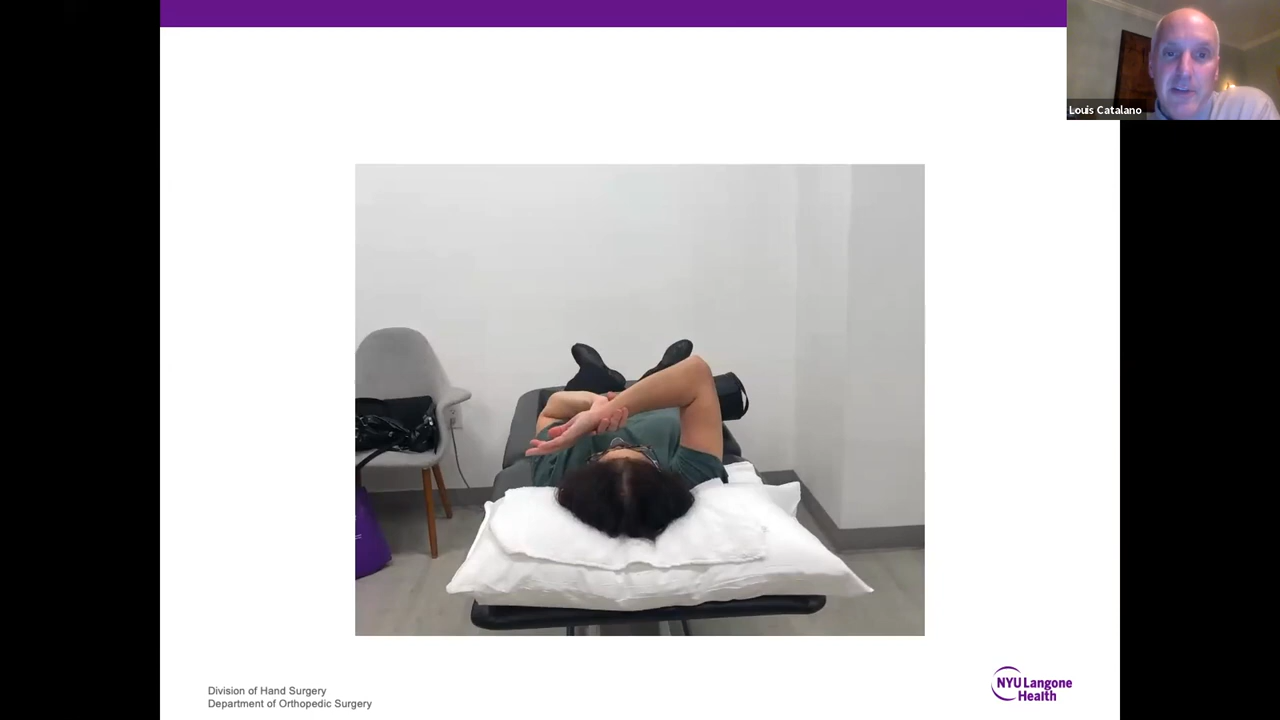 Louis Catalano
Division of Hand Surgery
Department of Orthopedic Surgery
NYU Langone
Health